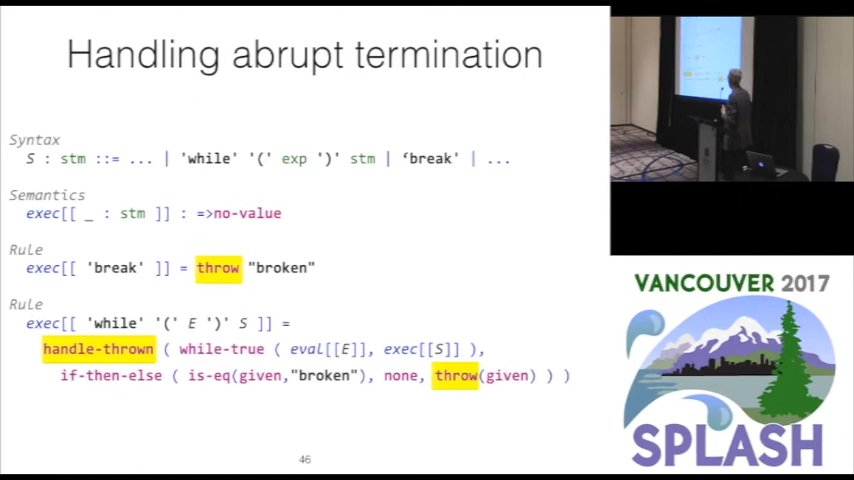 Handling abrupt termination
Syntax
S : stm ::= ... | 'while' '(' exp ')' stm | ‘break' | ...
Semantics
exec[[ _ : stm ]] : =>no-value
Rule
exec[[ 'break' ]] = throw "broken"
Rule
exec[[ 'while' '(' E ')' S ]] =
handle-thrown ( while-true ( eval[[E]], exec[[S]] ),
if-then-else ( is-eq(given,"broken"), none, throw(given) ) )
46
VANCOUVER 2017
SPLASH